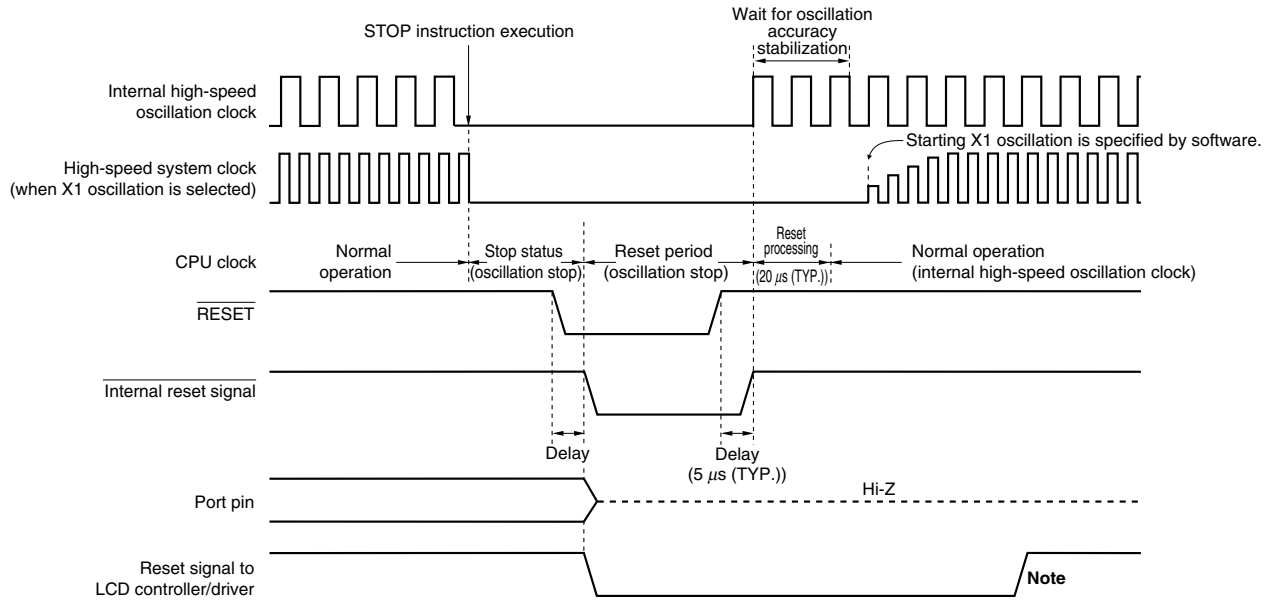 Wait for oscillation
accuracy
stabilization
STOP instruction execution
Internal high-speed
oscillation clock
Starting X1 oscillation is specified by software.
High-speed system clock
(when X1 oscillation is selected)
CPU clock
Normal
operation
Stop status
(oscillation stop)
Reset period
(oscillation stop)
Reset
processing
(20 μs (TYP.))
Normal operation
(internal high-speed oscillation clock)
RESET
Internal reset signal
Delay
Delay
(5 μs (TYP.))
Port pin
Hi-Z
Reset signal to
LCD controller/driver
Note